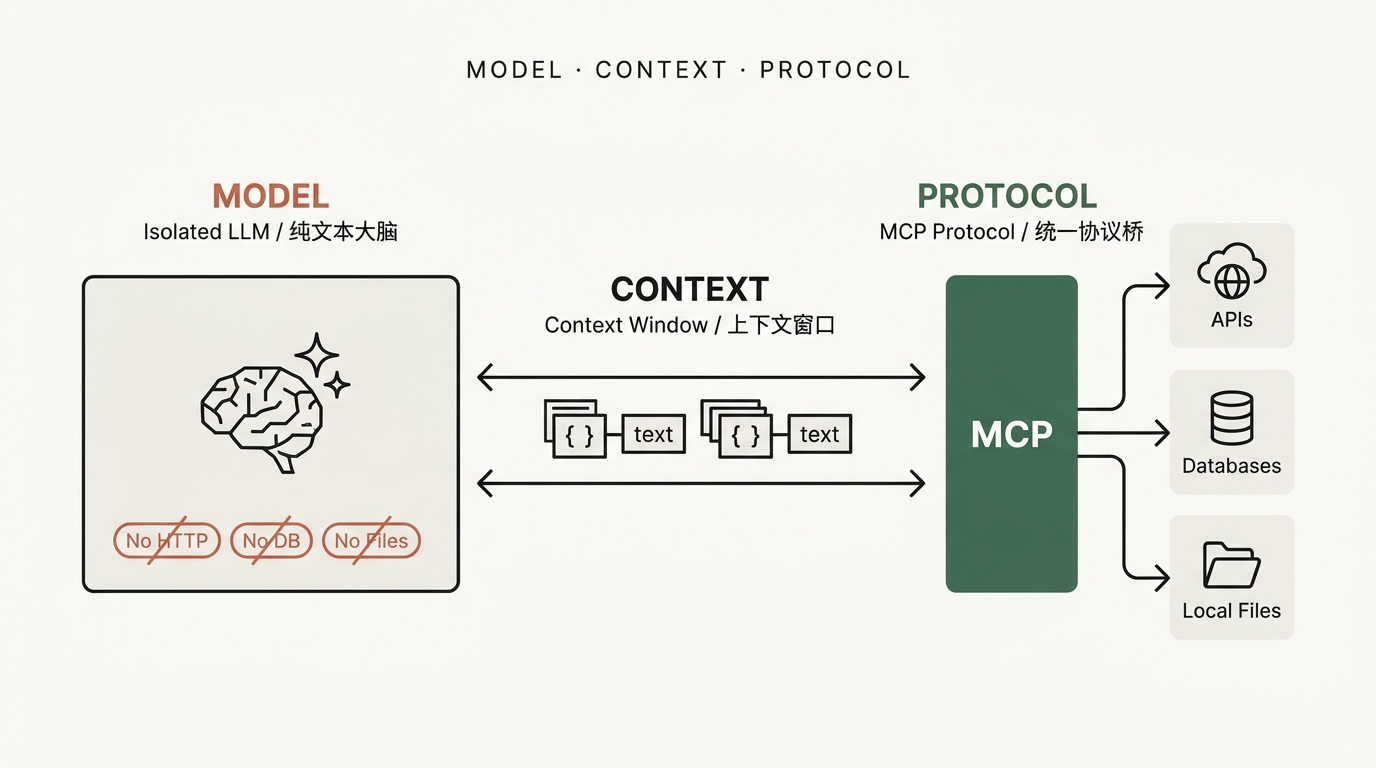 MODEL · CONTEXT · PROTOCOL
MODEL
Isolated LLM / 纯文本大脑
No HTTP
No DB
No Files
CONTEXT
Context Window / 上下文窗口
{ }
text
{ }
text
PROTOCOL
MCP Protocol / 统一协议桥
MCP
APIs
Databases
Local Files